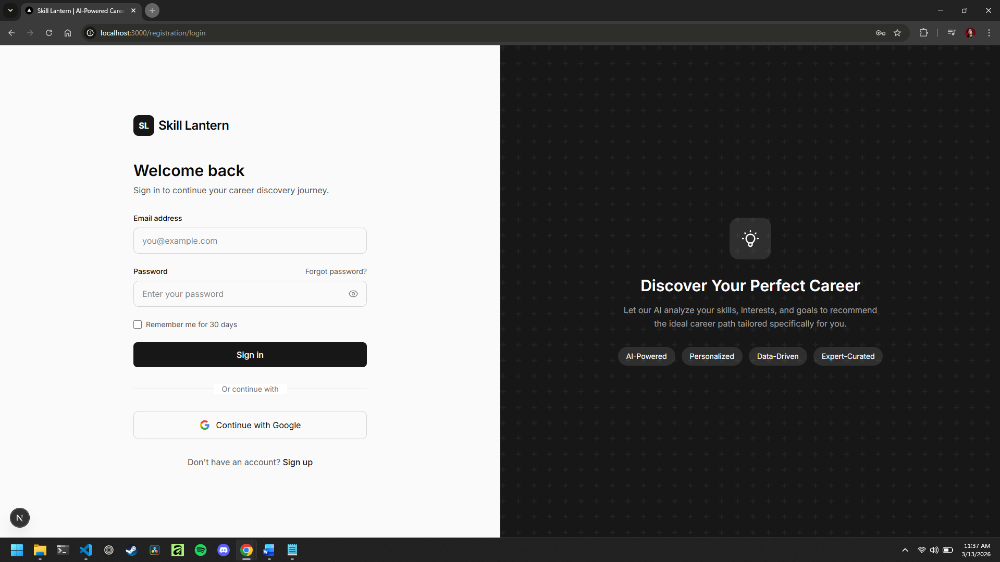 Skill Lantern | AI-Powered Caree
localhost:3000/registration/login
SL Skill Lantern
Welcome back
Sign in to continue your career discovery journey.
Email address
you@example.com
Password
Forgot password?
Enter your password
Remember me for 30 days
Sign in
Or continue with
Continue with Google
Don't have an account? Sign up
N
Discover Your Perfect Career
Let our AI analyze your skills, interests, and goals to recommend
the ideal career path tailored specifically for you.
AI-Powered
Personalized
Data-Driven
Expert-Curated
11:37 AM
3/13/2026